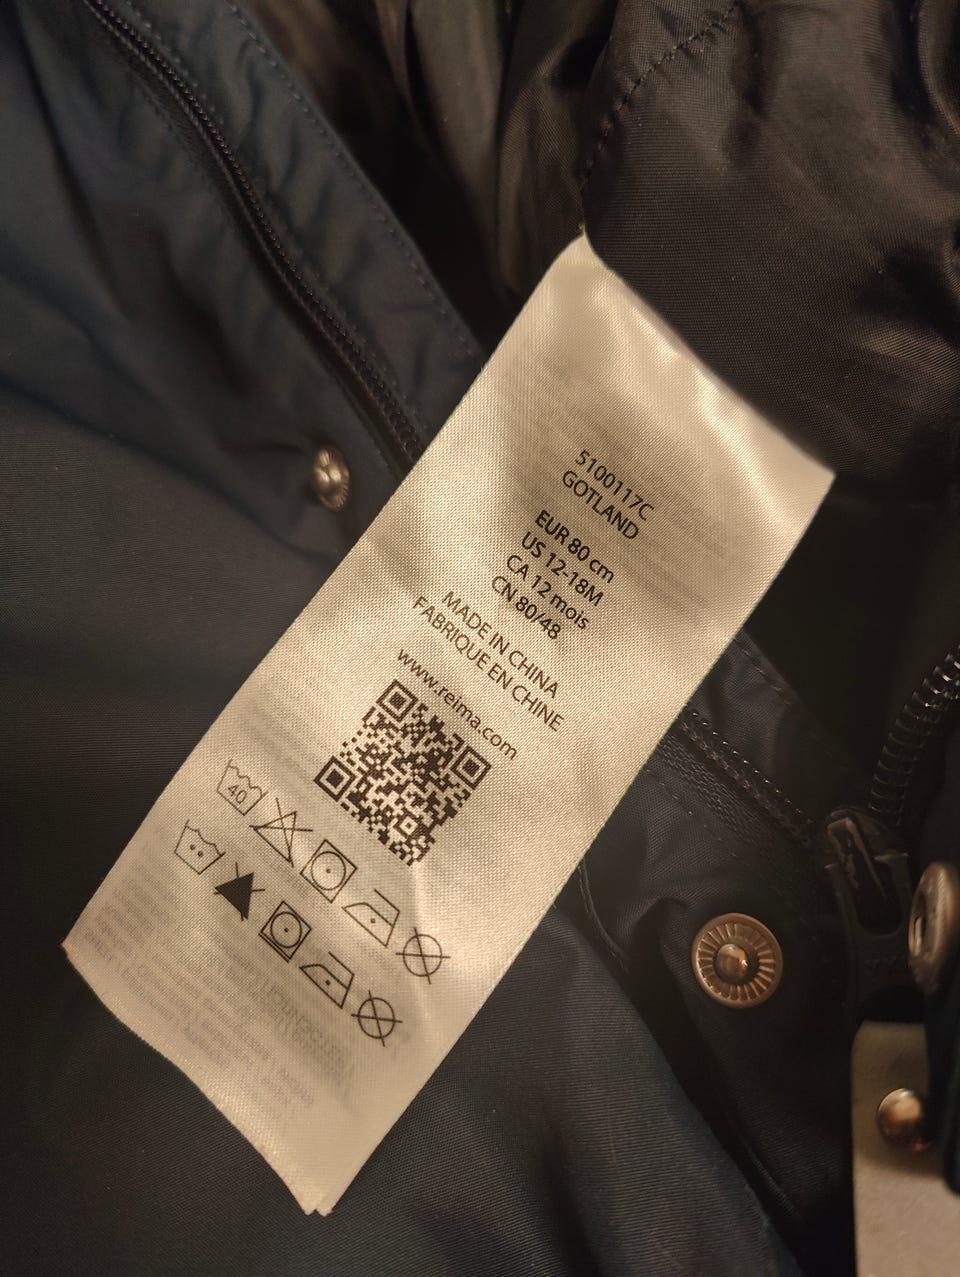 5100117C
GOTLAND
EUR 80 cm
US 12-18M
CA 12 mois
CN 80/48
MADE IN CHINA
FABRIQUE EN CHINE
www.reima.com
40